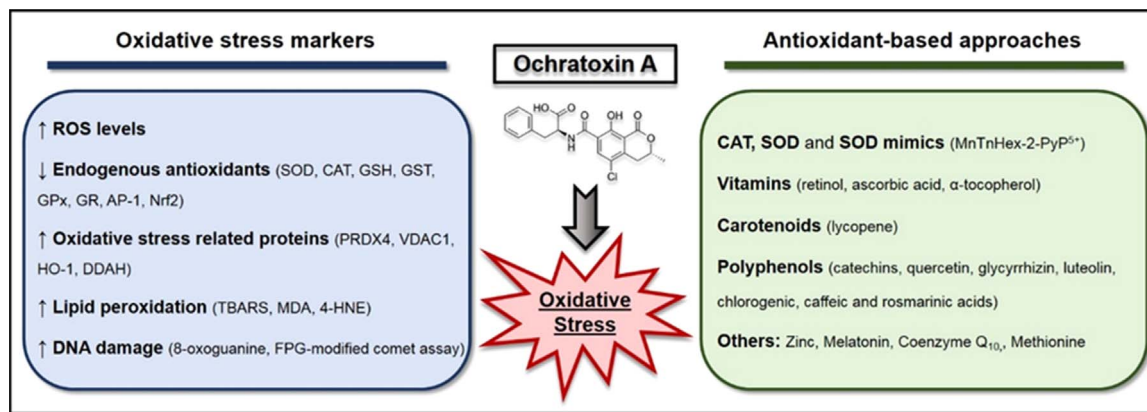 Oxidative stress markers
↑ ROS levels
↓ Endogenous antioxidants (SOD, CAT, GSH, GST,
GPx, GR, AP-1, Nrf2)
↑ Oxidative stress related proteins (PRDX4, VDAC1,
HO-1, DDAH)
↑ Lipid peroxidation (TBARS, MDA, 4-HNE)
↑ DNA damage (8-oxoguanine, FPG-modified comet assay)
Ochratoxin A
HO
O
O
OH
O
N
H
O
Cl
Oxidative
Stress
Antioxidant-based approaches
CAT, SOD and SOD mimics (MnTnHex-2-PyP⁵⁺)
Vitamins (retinol, ascorbic acid, α-tocopherol)
Carotenoids (lycopene)
Polyphenols (catechins, quercetin, glycyrrhizin, luteolin,
chlorogenic, caffeic and rosmarinic acids)
Others: Zinc, Melatonin, Coenzyme Q₁₀,, Methionine